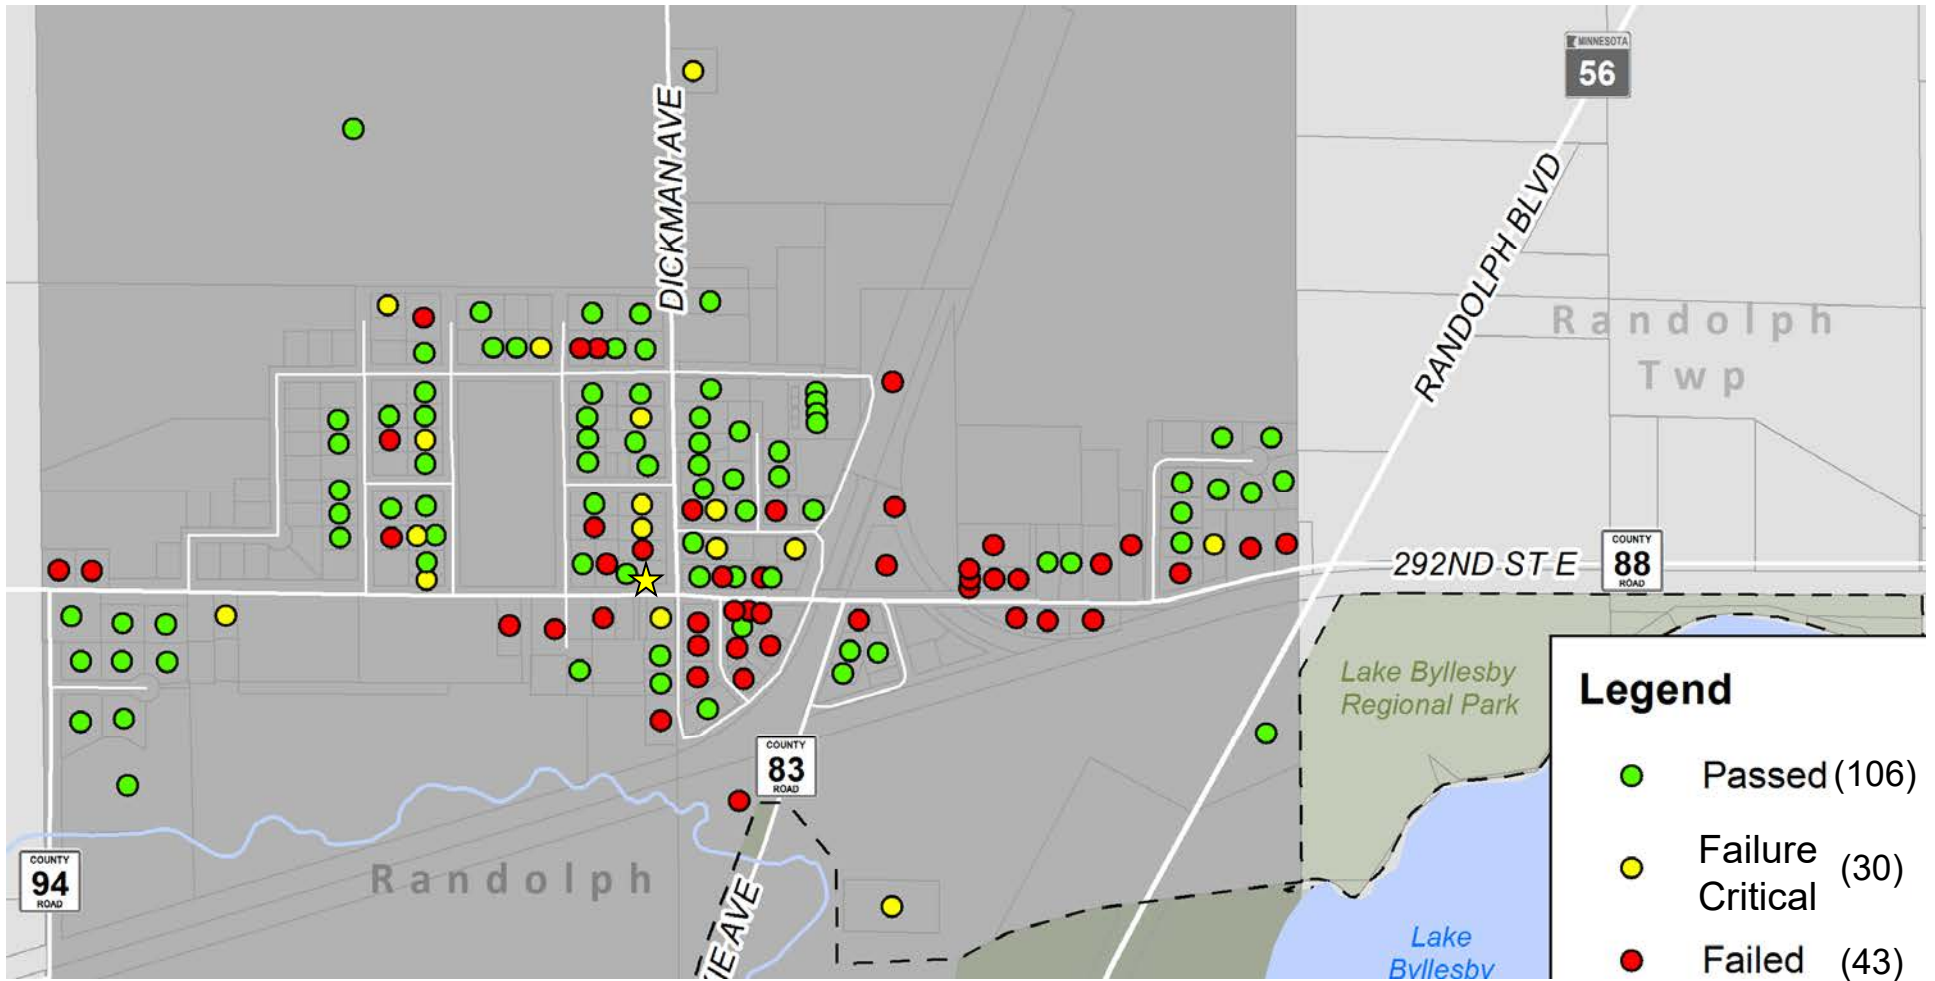 MINNESOTA
56
DICKMAN AVE
RANDOLPH BLVD
Randolph
Twp
292ND ST E
COUNTY
88
ROAD
Lake Byllesby
Regional Park
Legend
Passed (106)
Failure
Critical (30)
Failed (43)
COUNTY
83
ROAD
COUNTY
94
ROAD
Randolph
IE AVE
Lake
Byllesby